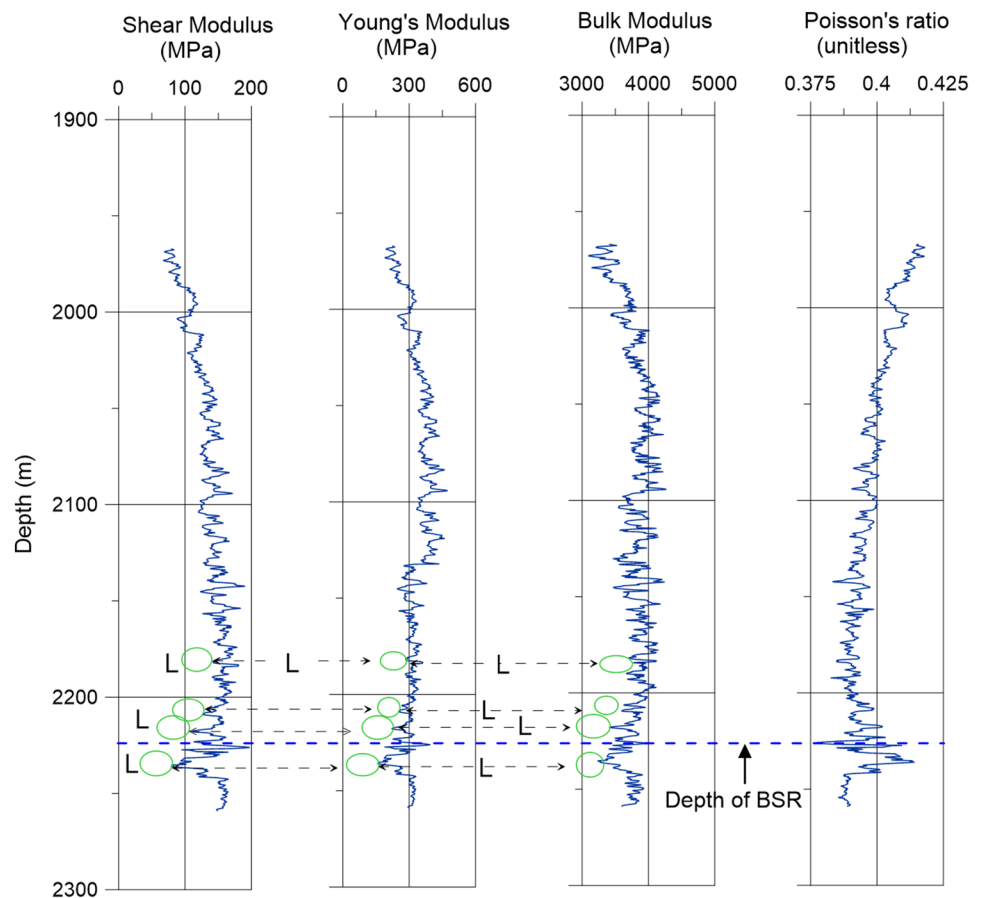 Shear Modulus
(MPa)
Young's Modulus
(MPa)
Bulk Modulus
(MPa)
Poisson's ratio
(unitless)
0 100 200
0 300 600
3000 4000 5000
0.375 0.4 0.425
1900
2000
2100
2200
2300
Depth (m)
L L L
L L
L
L L
Depth of BSR